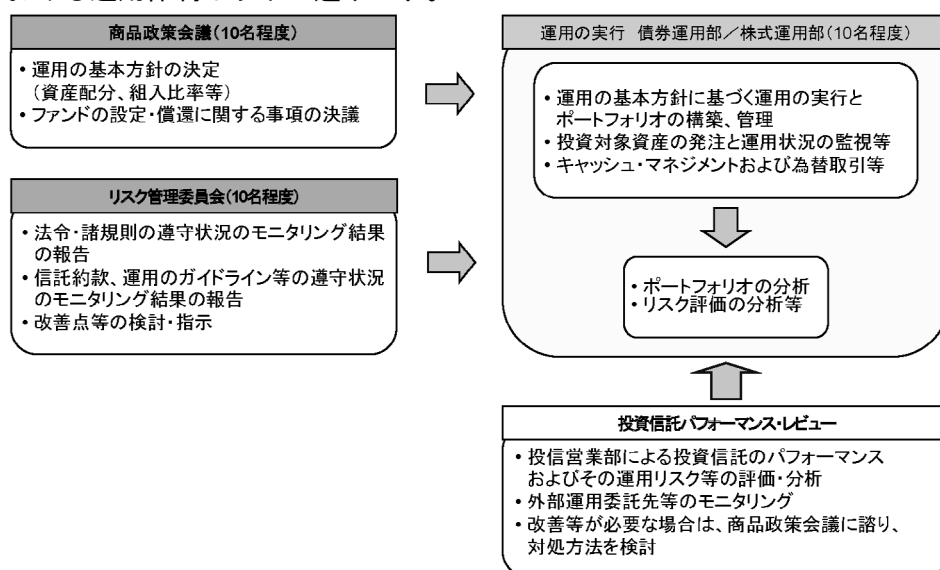 商品政策会議(10名程度)
• 運用の基本方針の決定
(資産配分、組入比率等)
• ファンドの設定・償還に関する事項の決議
リスク管理委員会(10名程度)
• 法令・諸規則の遵守状況のモニタリング結果
の報告
• 信託約款、運用のガイドライン等の遵守状況
のモニタリング結果の報告
• 改善点等の検討・指示
運用の実行 債券運用部/株式運用部(10名程度)
• 運用の基本方針に基づく運用の実行と
ポートフォリオの構築、管理
• 投資対象資産の発注と運用状況の監視等
• キャッシュ・マネジメントおよび為替取引等
• ポートフォリオの分析
• リスク評価の分析等
投資信託パフォーマンス・レビュー
• 投信営業部による投資信託のパフォーマンス
およびその運用リスク等の評価・分析
• 外部運用委託先等のモニタリング
• 改善等が必要な場合は、商品政策会議に諮り、
対処方法を検討